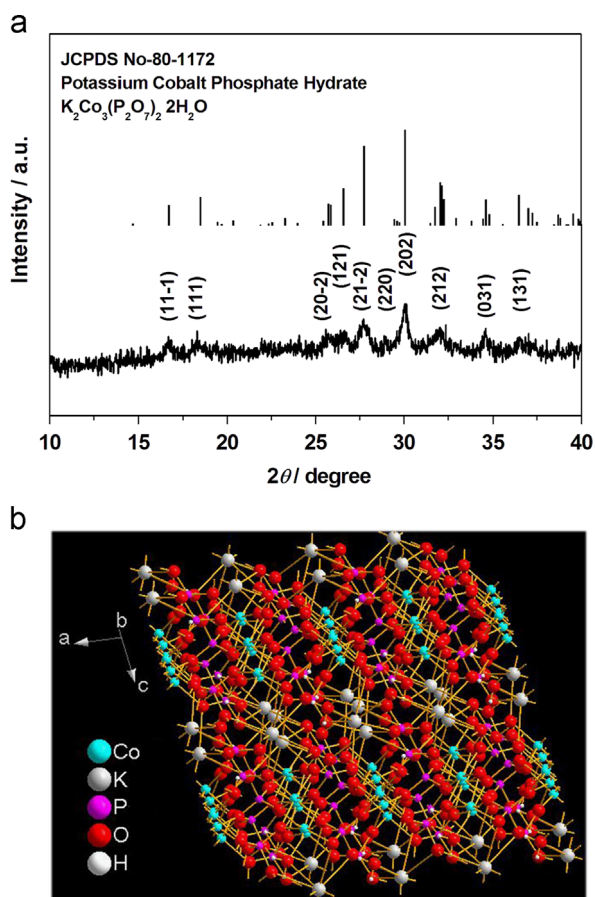 a
JCPDS No-80-1172
Potassium Cobalt Phosphate Hydrate
K₂Co₃(P₂O₇)₂ 2H₂O
Intensity / a.u.
(11-1)
(111)
(20-2)
(121)
(21-2)
(220)
(202)
(212)
(031)
(131)
10 15 20 25 30 35 40
2θ / degree
b
a
b
c
Co
K
P
O
H